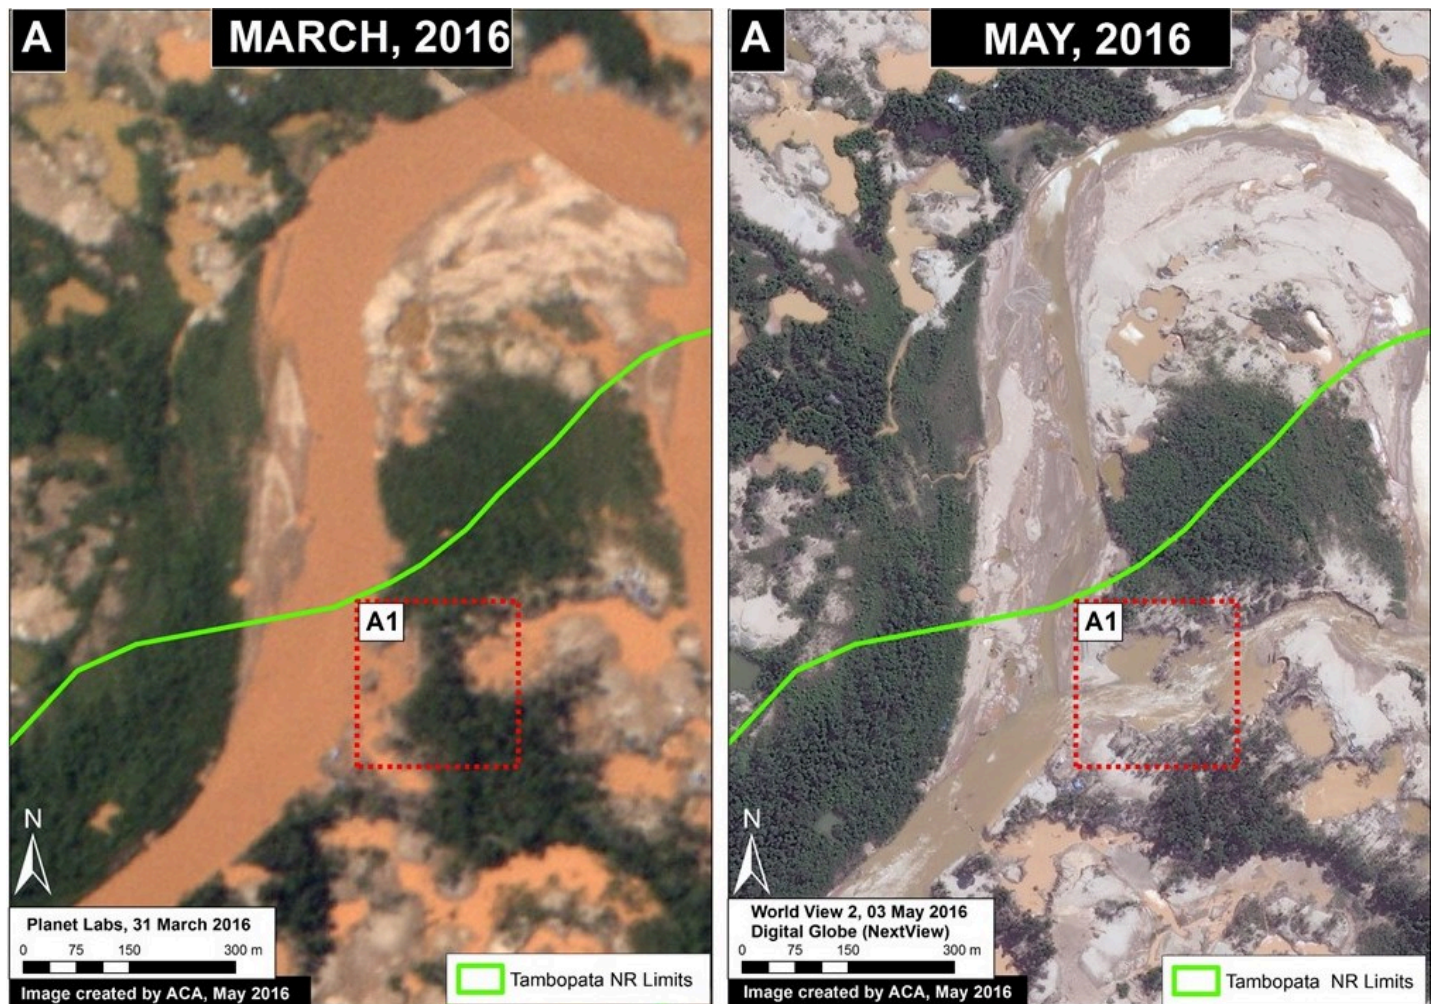 A
MARCH, 2016
A1
N
Planet Labs, 31 March 2016
0 75 150 300 m
Tambopata NR Limits
Image created by ACA, May 2016
A
MAY, 2016
A1
N
World View 2, 03 May 2016
Digital Globe (NextView)
0 75 150 300 m
Tambopata NR Limits
Image created by ACA, May 2016